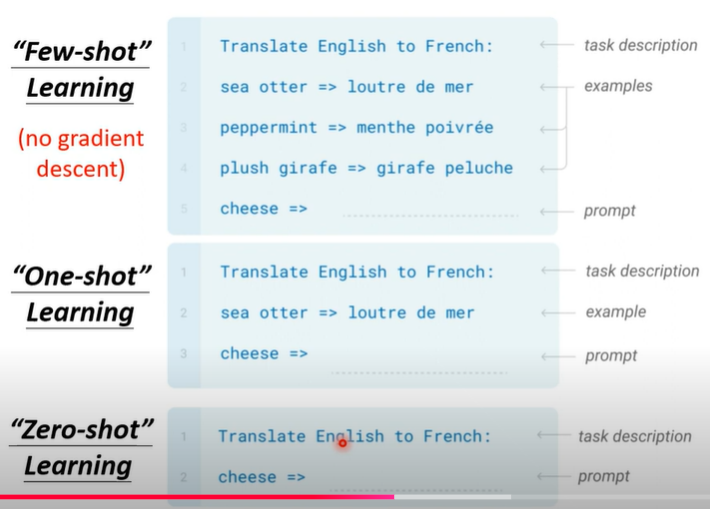 “Few-shot” Learning
(no gradient descent)
1 Translate English to French: task description
2 sea otter => loutre de mer examples
3 peppermint => menthe poivrée
4 plush girafe => girafe peluche
5 cheese => prompt
“One-shot” Learning
1 Translate English to French: task description
2 sea otter => loutre de mer example
3 cheese => prompt
“Zero-shot” Learning
1 Translate English to French: task description
2 cheese => prompt